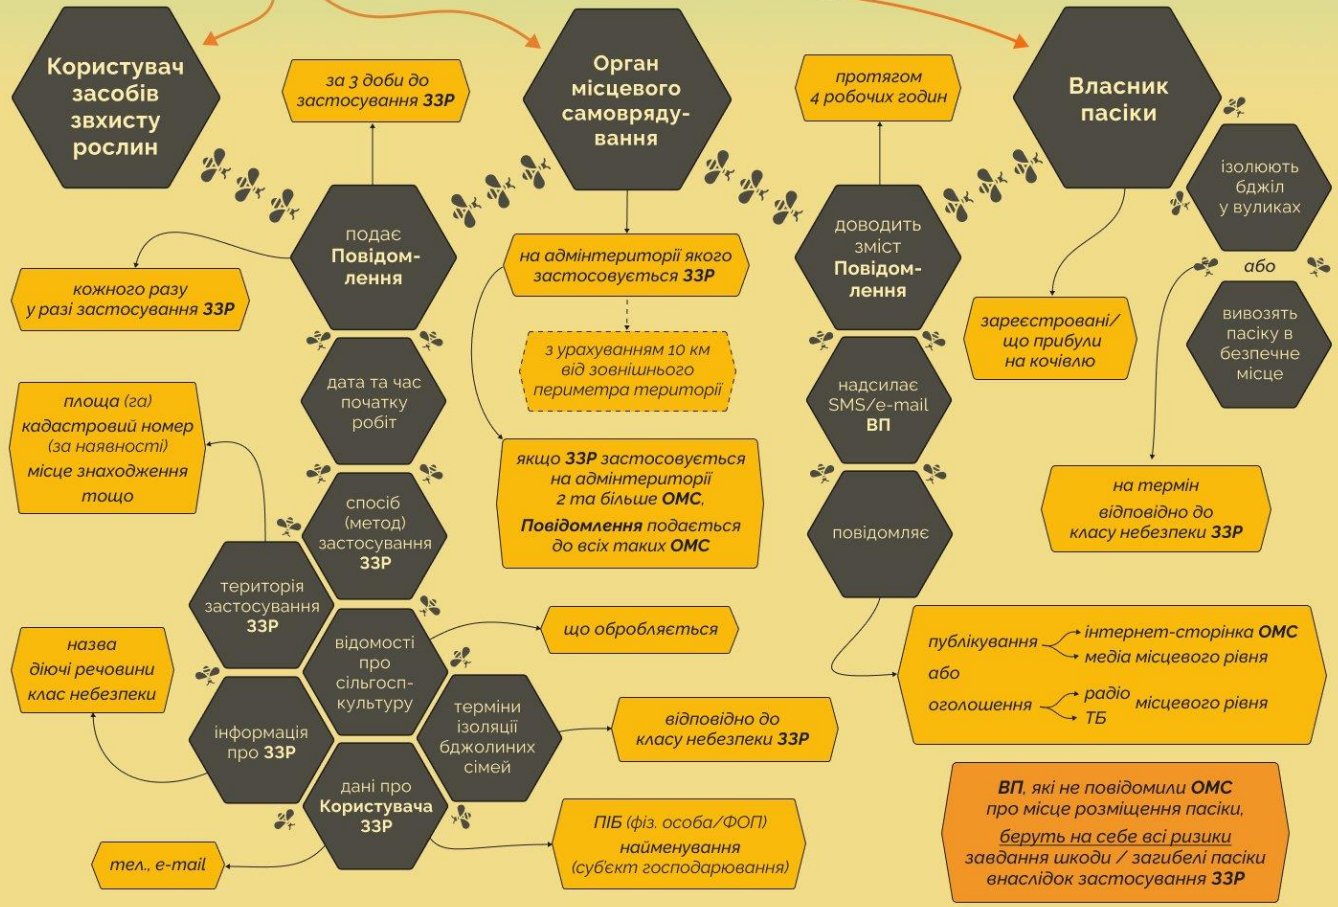 Користувач
засобів
звхисту
рослин
за 3 доби до
застосування ЗЗР
Орган
місцевого
самовряду-
вання
протягом
4 робочих годин
Власник
пасіки
ізолюють
бджіл
у вуликах
або
вивозять
пасіку в
безпечне
місце
подає
Повідом-
лення
кожного разу
у разі застосування ЗЗР
на адмінтериторії якого
застосовується ЗЗР
з урахуванням 10 км
від зовнішнього
периметра території
якщо ЗЗР застосовується
на адмінтериторії
2 та більше ОМС,
Повідомлення подається
до всіх таких ОМС
доводить
зміст
Повідом-
лення
надсилає
SMS/e-mail
ВП
повідомляє
зареєстровані/
що прибули
на кочівлю
на термін
відповідно до
класу небезпеки ЗЗР
дата та час
початку
робіт
площа (га)
кадастровий номер
(за наявності)
місце знаходження
тощо
спосіб
(метод)
застосування
ЗЗР
територія
застосування
ЗЗР
відомості
про
сільгосп-
культуру
що обробляється
назва
діючі речовини
клас небезпеки
інформація
про ЗЗР
терміни
ізоляції
бджолиних
сімей
відповідно до
класу небезпеки ЗЗР
дані про
Користувача
ЗЗР
тел., e-mail
ПІБ (фіз. особа/ФОП)
найменування
(суб'єкт господарювання)
публікування інтернет-сторінка ОМС
медіа місцевого рівня
або
оголошення радіо місцевого рівня
ТБ
ВП, які не повідомили ОМС
про місце розміщення пасіки,
беруть на себе всі ризики
завдання шкоди / загибелі пасіки
внаслідок застосування ЗЗР